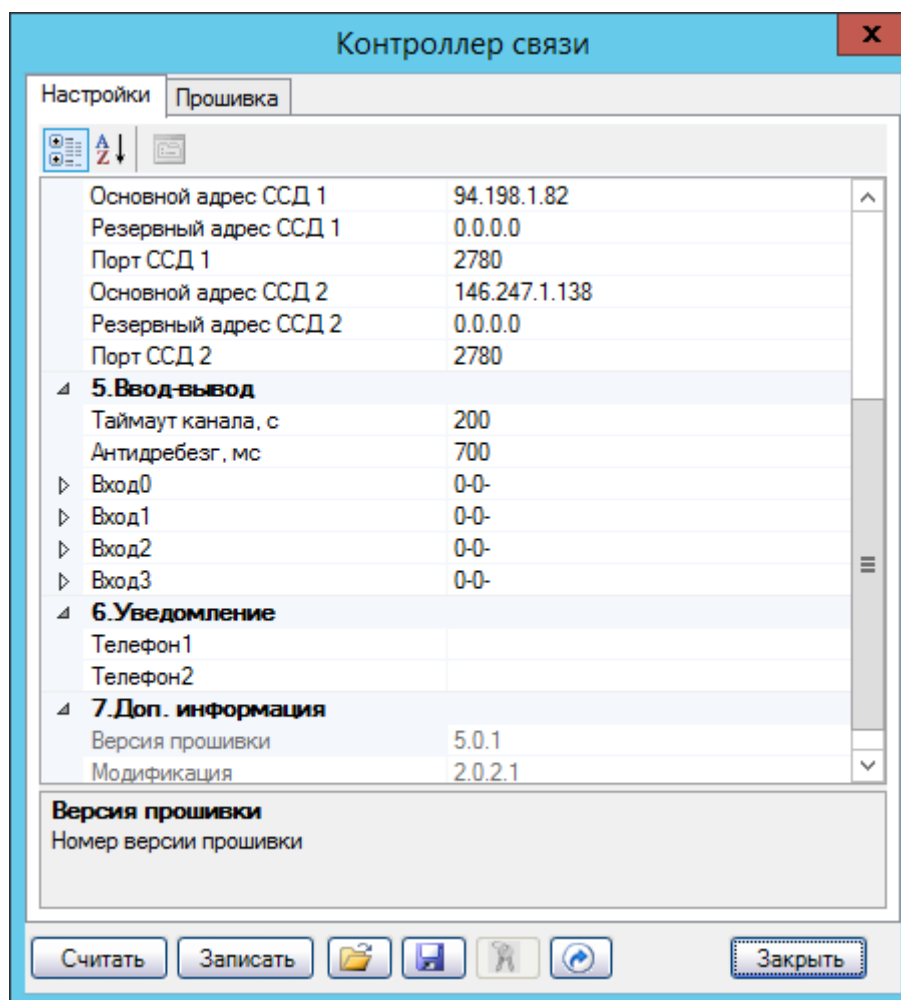 Контроллер связи
x
Настройки Прошивка
Основной адрес ССД 1 94.198.1.82
Резервный адрес ССД 1 0.0.0.0
Порт ССД 1 2780
Основной адрес ССД 2 146.247.1.138
Резервный адрес ССД 2 0.0.0.0
Порт ССД 2 2780
5.Ввод-вывод
Таймаут канала, с 200
Антидребезг, мс 700
Вход0 0-0-
Вход1 0-0-
Вход2 0-0-
Вход3 0-0-
6.Уведомление
Телефон1
Телефон2
7.Доп. информация
Версия прошивки 5.0.1
Модификация 2.0.2.1
Версия прошивки
Номер версии прошивки
Считать Записать Закрыть